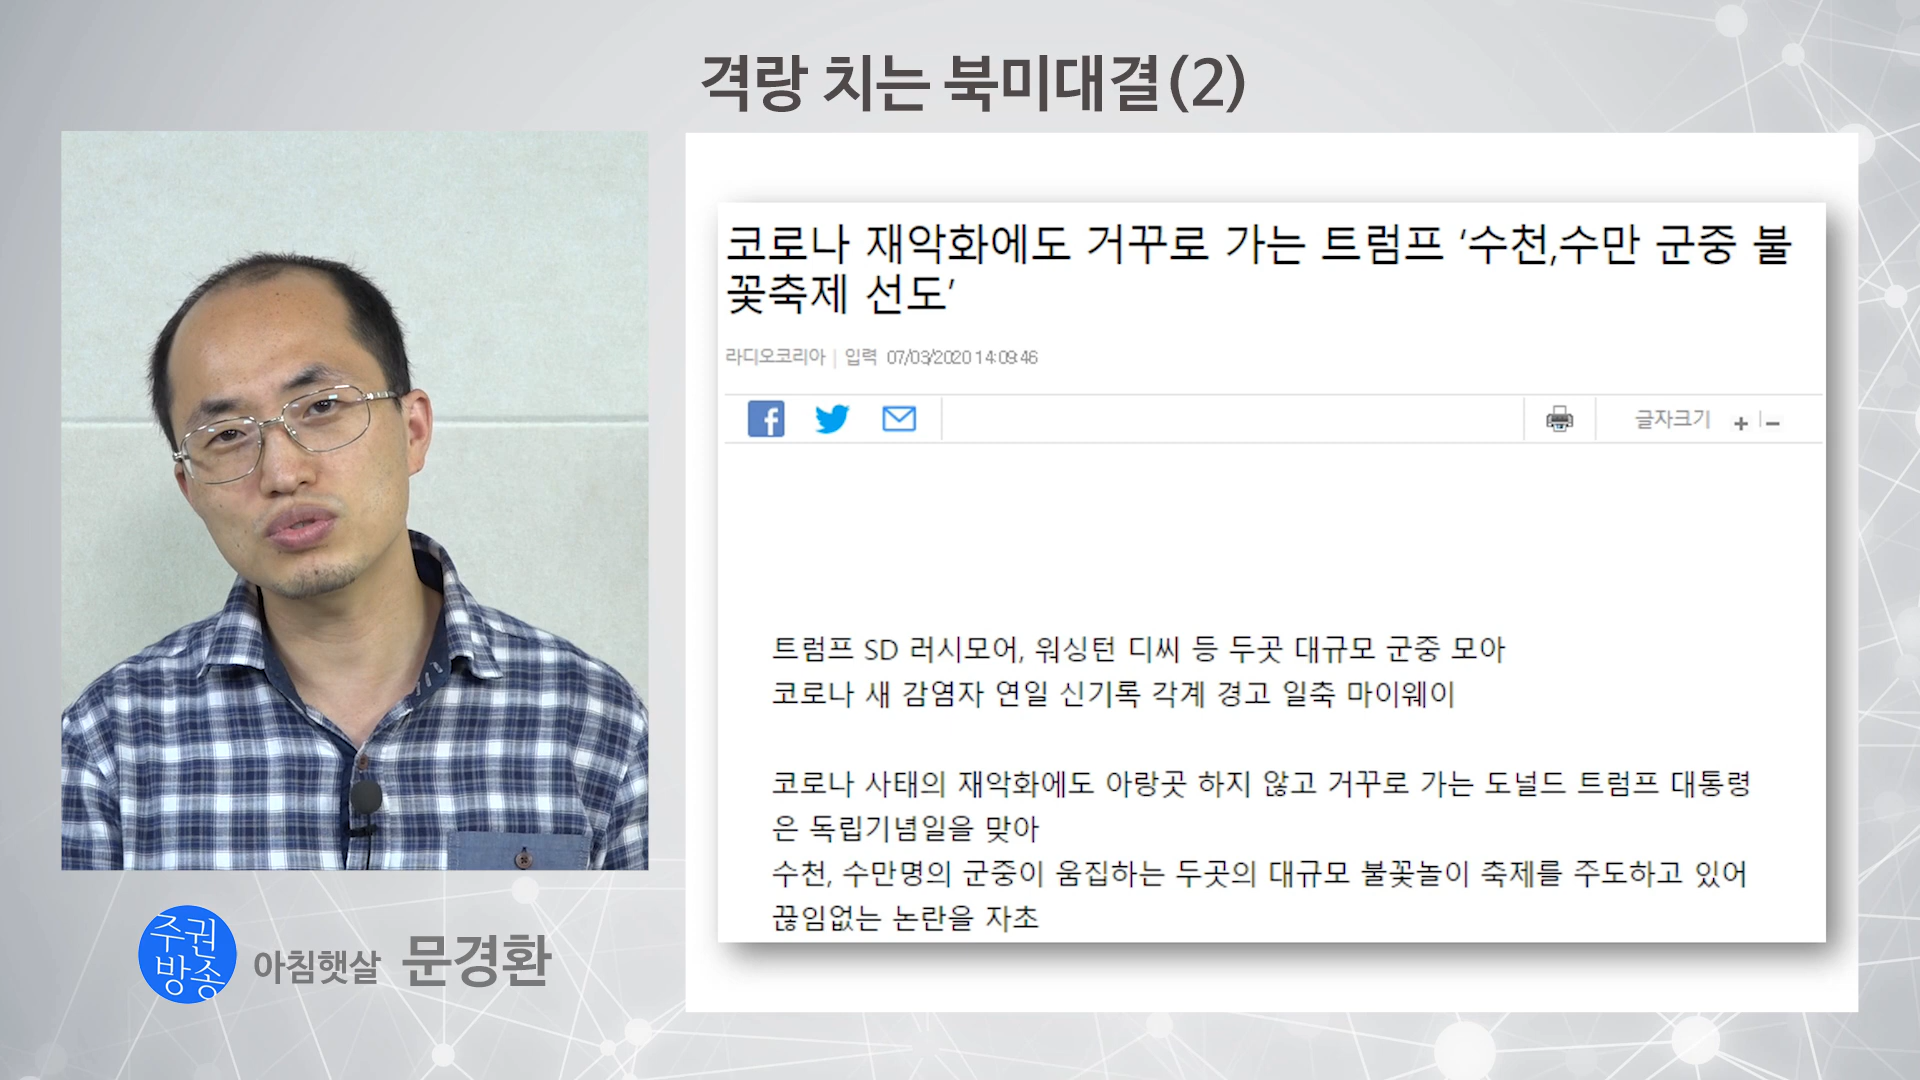 격랑 치는 북미대결(2)
코로나 재악화에도 거꾸로 가는 트럼프 ‘수천,수만 군중 불
꽃축제 선도’
라디오코리아 | 입력 07/03/2020 14:09:46
글자크기 + | -
트럼프 SD 러시모어, 워싱턴 디씨 등 두곳 대규모 군중 모아
코로나 새 감염자 연일 신기록 각계 경고 일축 마이웨이
코로나 사태의 재악화에도 아랑곳 하지 않고 거꾸로 가는 도널드 트럼프 대통령
은 독립기념일을 맞아
수천, 수만명의 군중이 움집하는 두곳의 대규모 불꽃놀이 축제를 주도하고 있어
끊임없는 논란을 자초
주권
방송
아침햇살 문경환